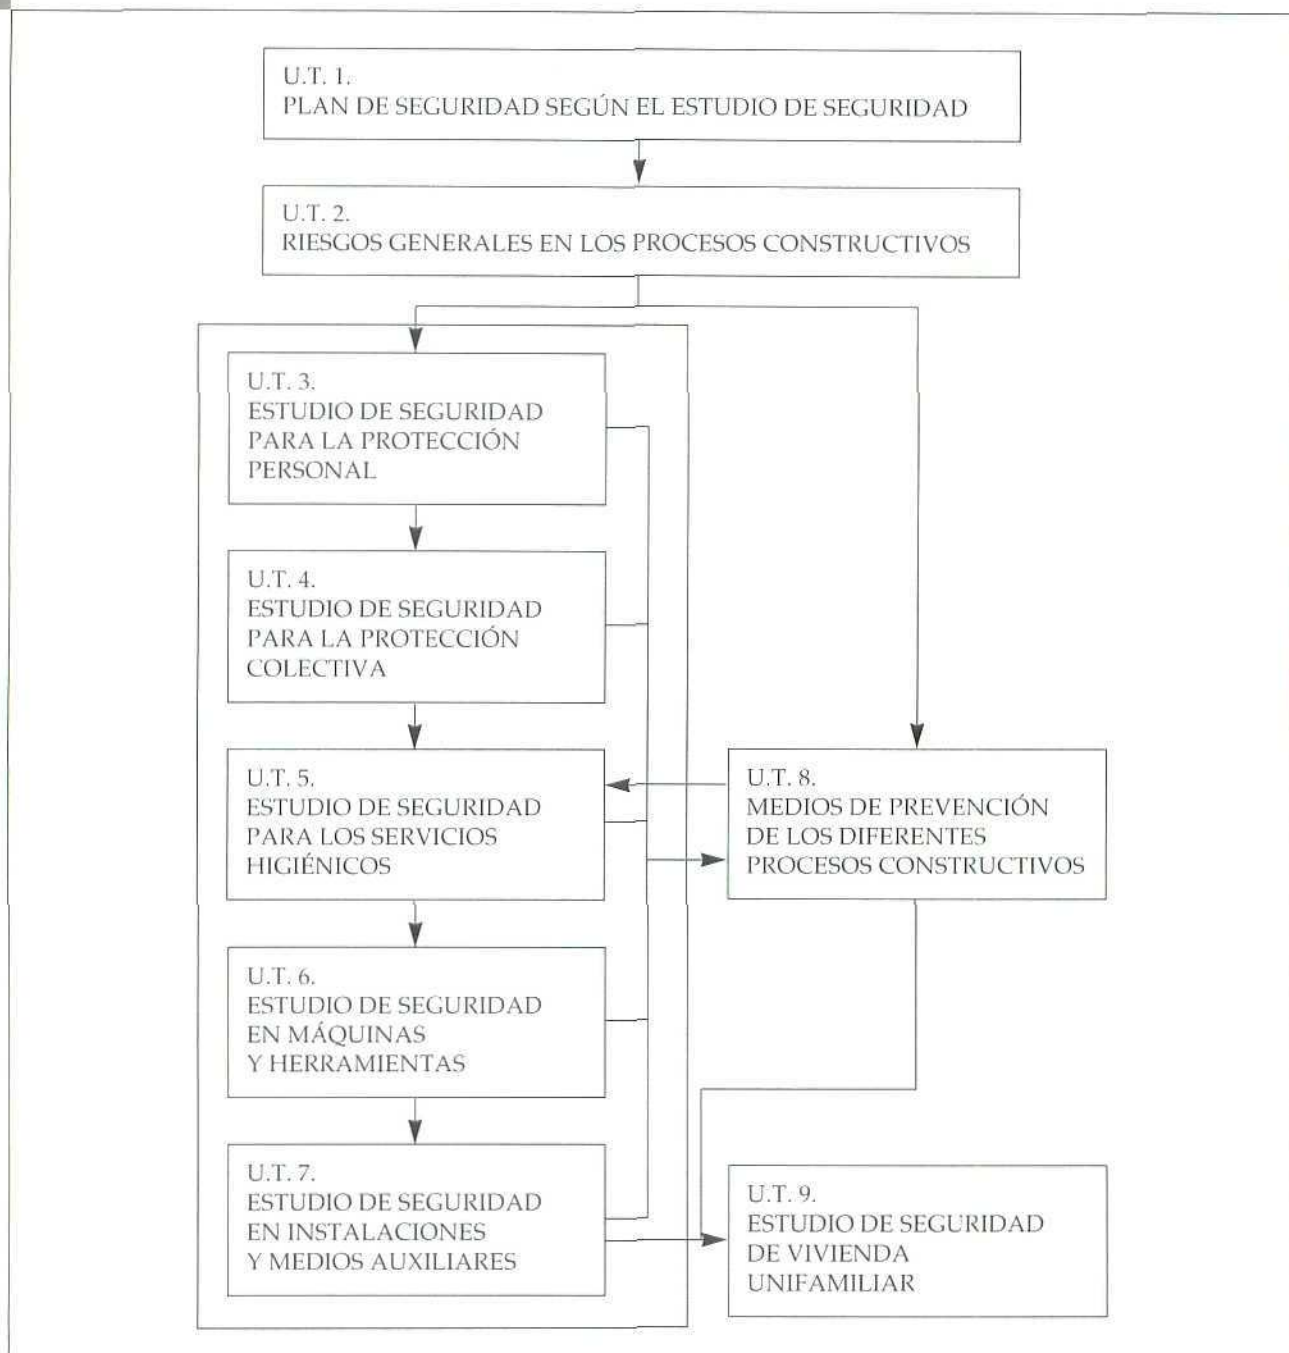 U.T. 1.
PLAN DE SEGURIDAD SEGÚN EL ESTUDIO DE SEGURIDAD
U.T. 2.
RIESGOS GENERALES EN LOS PROCESOS CONSTRUCTIVOS
U.T. 3.
ESTUDIO DE SEGURIDAD
PARA LA PROTECCIÓN
PERSONAL
U.T. 4.
ESTUDIO DE SEGURIDAD
PARA LA PROTECCIÓN
COLECTIVA
U.T. 5.
ESTUDIO DE SEGURIDAD
PARA LOS SERVICIOS
HIGIÉNICOS
U.T. 8.
MEDIOS DE PREVENCIÓN
DE LOS DIFERENTES
PROCESOS CONSTRUCTIVOS
U.T. 6.
ESTUDIO DE SEGURIDAD
EN MÁQUINAS
Y HERRAMIENTAS
U.T. 7.
ESTUDIO DE SEGURIDAD
EN INSTALACIONES
Y MEDIOS AUXILIARES
U.T. 9.
ESTUDIO DE SEGURIDAD
DE VIVIENDA
UNIFAMILIAR